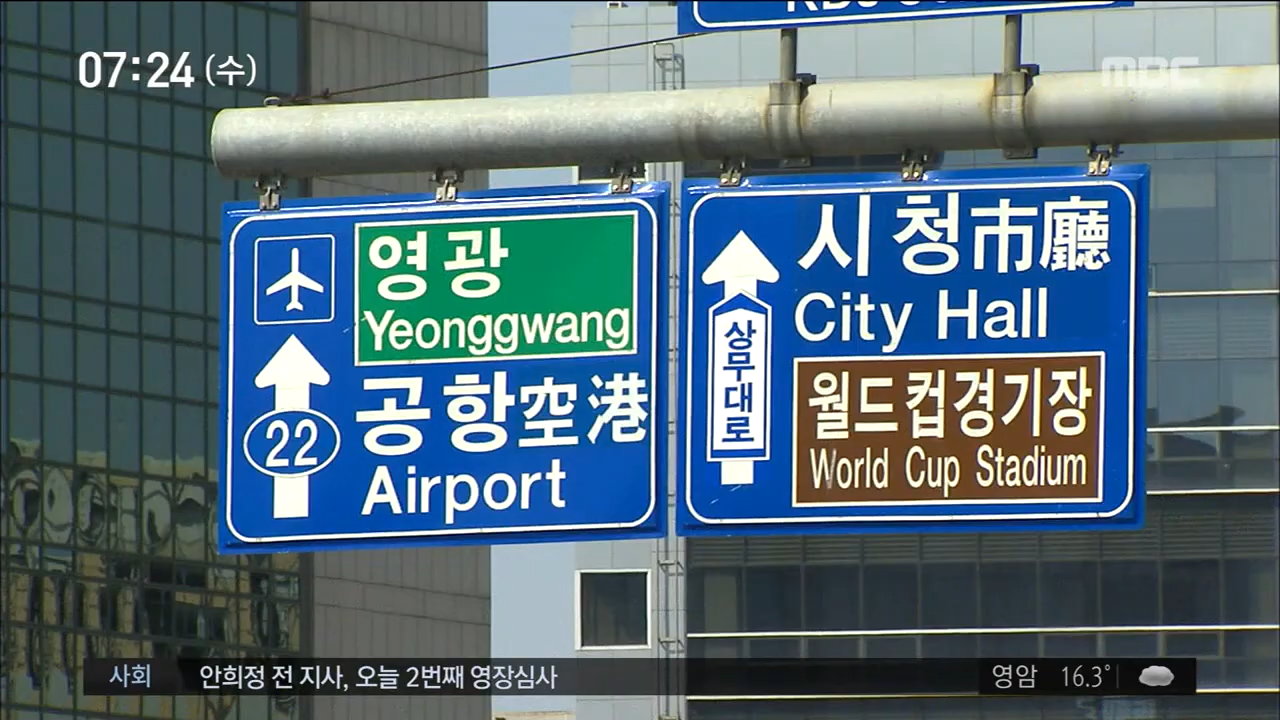 07:24 (수)
MBC
영광
Yeonggwang
22
공항空港
Airport
시청市廳
City Hall
상무대로
월드컵경기장
World Cup Stadium
사회 안희정 전 지사, 오늘 2번째 영장심사
영암 16.3°